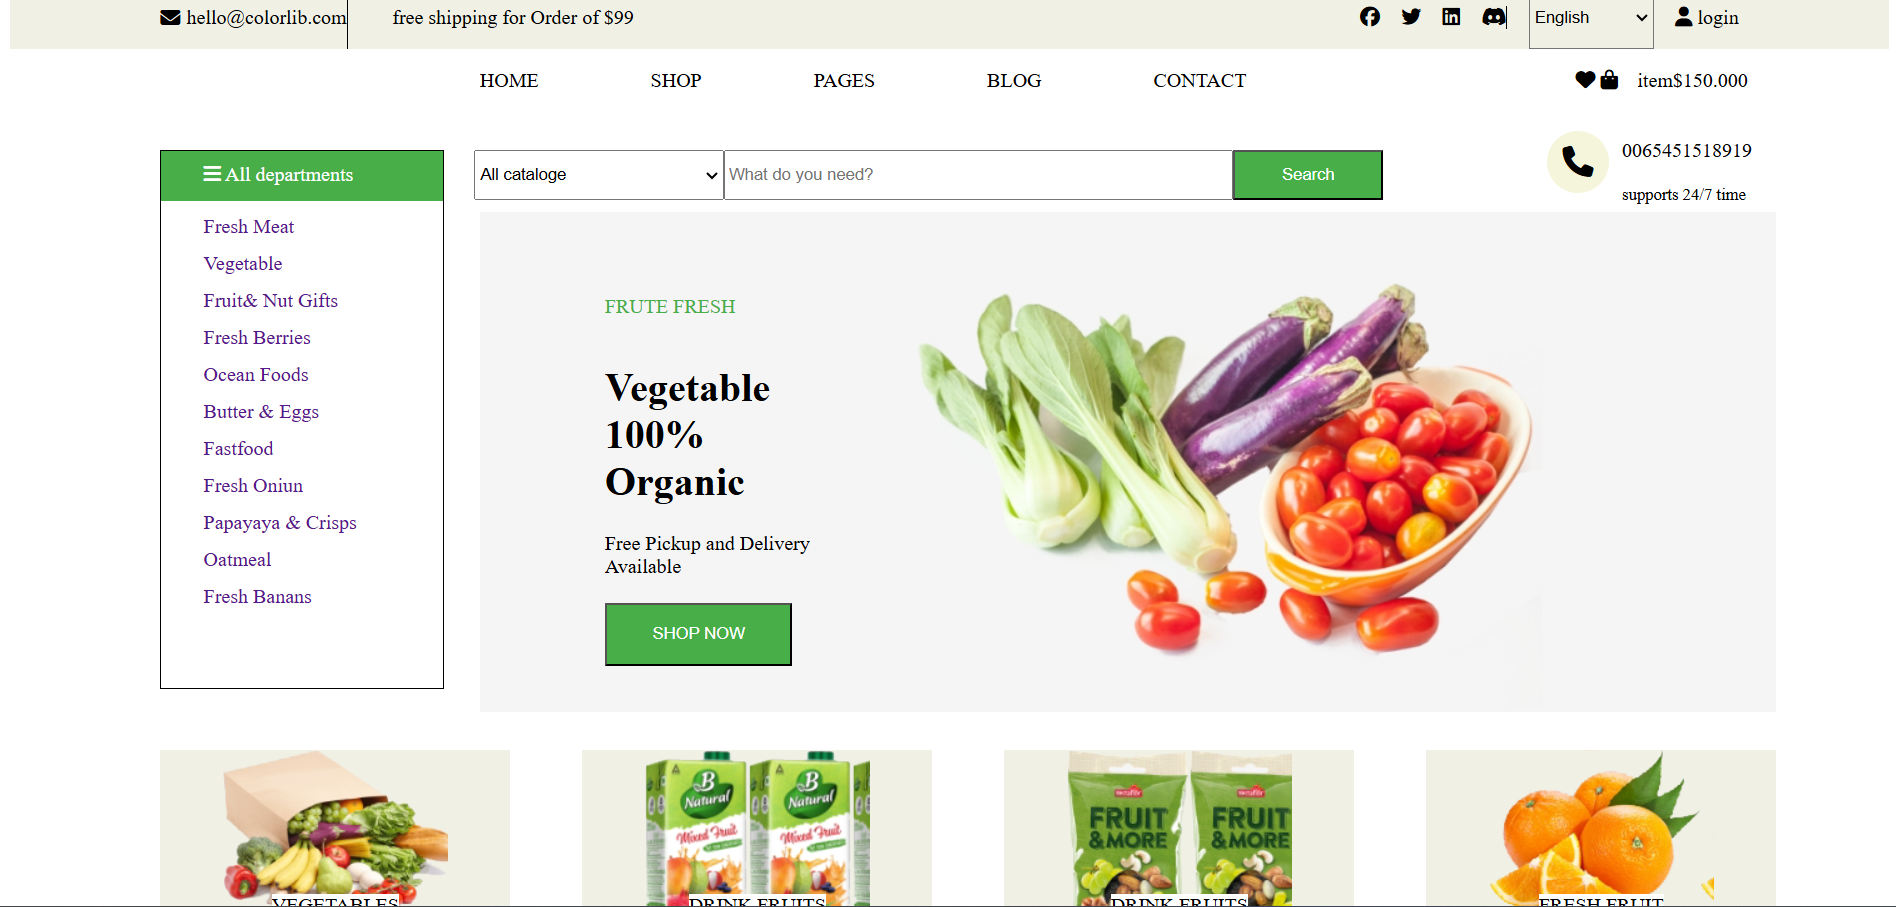 hello@colorlib.com
free shipping for Order of $99
English
login
HOME SHOP PAGES BLOG CONTACT
item$150.000
All departments
All cataloge
What do you need?
Search
0065451518919
supports 24/7 time
Fresh Meat
Vegetable
Fruit& Nut Gifts
Fresh Berries
Ocean Foods
Butter & Eggs
Fastfood
Fresh Oniun
Papayaya & Crisps
Oatmeal
Fresh Banans
FRUTE FRESH
Vegetable
100%
Organic
Free Pickup and Delivery
Available
SHOP NOW
B
Natural
Mixed Fruit
B
Natural
Mixed Fruit
FRUIT
&MORE
FRUIT
&MORE
VEGETABLES
DRINK FRUITS
DRINK FRUITS
FRESH FRUIT